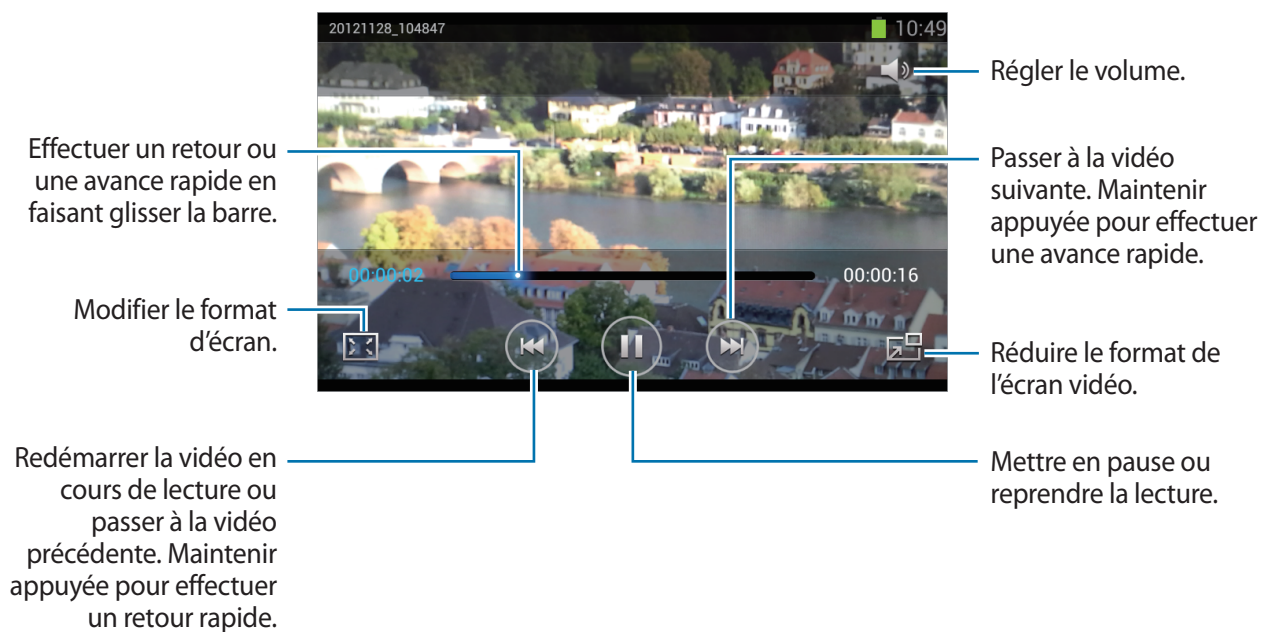 20121128_104847
10:49
Régler le volume.
Effectuer un retour ou
une avance rapide en
faisant glisser la barre.
Passer à la vidéo
suivante. Maintenir
appuyée pour effectuer
une avance rapide.
00:00:02
00:00:16
Modifier le format
d’écran.
Réduire le format de
l’écran vidéo.
Redémarrer la vidéo en
cours de lecture ou
passer à la vidéo
précédente. Maintenir
appuyée pour effectuer
un retour rapide.
Mettre en pause ou
reprendre la lecture.